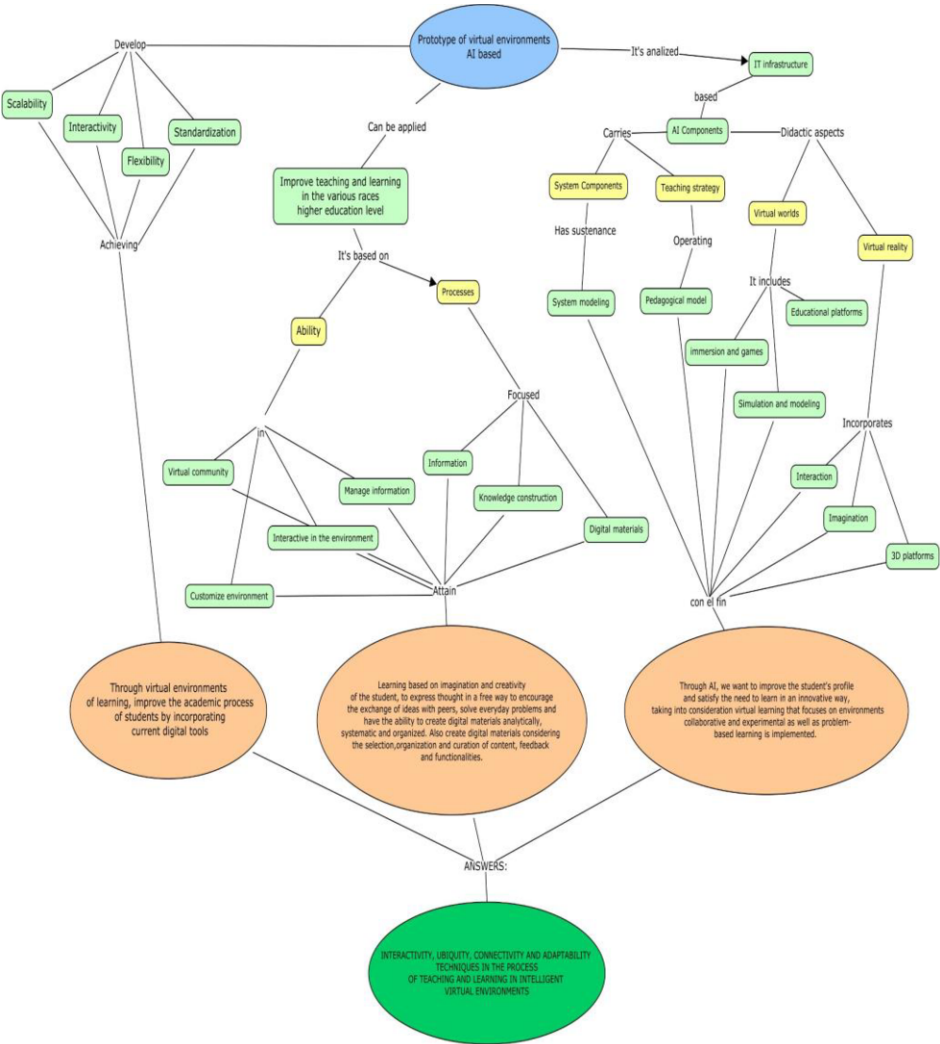 Prototype of virtual environments
AI based
Develop
It's analized
IT infrastructure
Scalability
Interactivity
Flexibility
Standardization
Achieving
Can be applied
Improve teaching and learning
in the various races
higher education level
It's based on
Ability
Processes
in
Virtual community
Manage information
Interactive in the environment
Customize environment
Focused
Information
Knowledge construction
Digital materials
Attain
based
AI Components
Carries
Didactic aspects
System Components
Teaching strategy
Virtual worlds
Virtual reality
Has sustenance
Operating
It includes
System modeling
Pedagogical model
Educational platforms
immersion and games
Simulation and modeling
Incorporates
Interaction
Imagination
3D platforms
con el fin
Through virtual environments
of learning, improve the academic process
of students by incorporating
current digital tools
Learning based on imagination and creativity
of the student, to express thought in a free way to encourage
the exchange of ideas with peers, solve everyday problems and
have the ability to create digital materials analytically,
systematic and organized. Also create digital materials considering
the selection,organization and curation of content, feedback
and functionalities.
Through AI, we want to improve the student's profile
and satisfy the need to learn in an innovative way,
taking into consideration virtual learning that focuses on environments
collaborative and experimental as well as problem-
based learning is implemented.
ANSWERS:
INTERACTIVITY, UBIQUITY, CONNECTIVITY AND ADAPTABILITY
TECHNIQUES IN THE PROCESS
OF TEACHING AND LEARNING IN INTELLIGENT
VIRTUAL ENVIRONMENTS